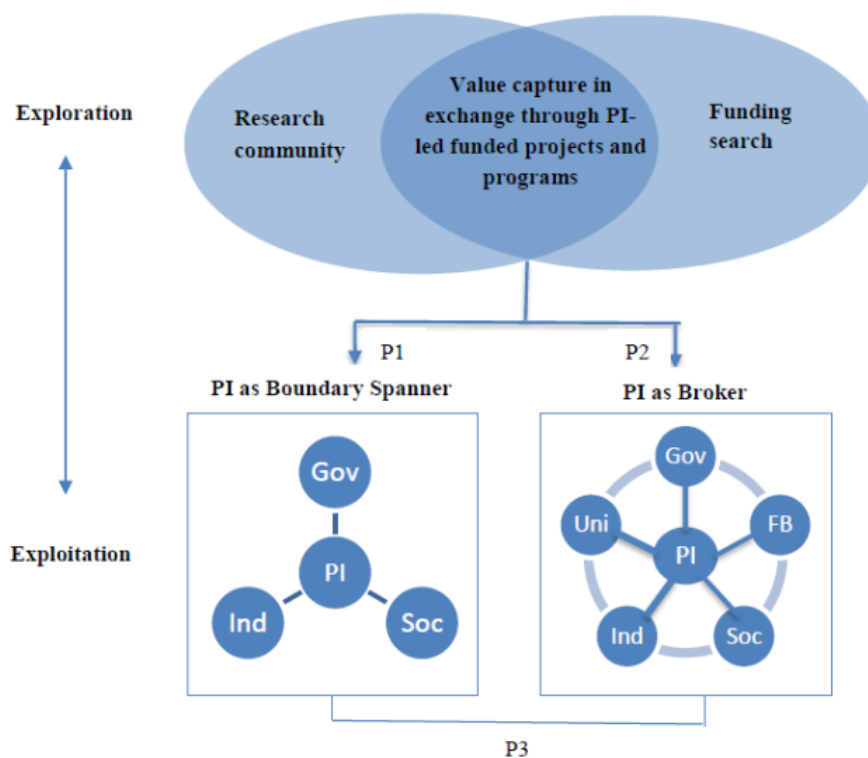 Exploration
Research
community
Value capture in
exchange through PI-
led funded projects and
programs
Funding
search
P1
P2
PI as Boundary Spanner
PI as Broker
Exploitation
Gov
PI
Ind
Soc
Gov
Uni
FB
PI
Ind
Soc
P3